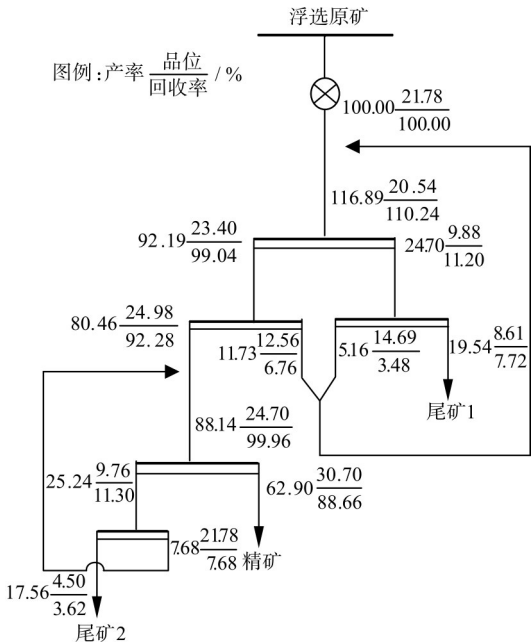 浮选原矿
图例:产率 品位/回收率 / %
100.00 21.78/100.00
116.89 20.54/110.24
92.19 23.40/99.04
24.70 9.88/11.20
80.46 24.98/92.28
11.73 12.56/6.76
5.16 14.69/3.48
19.54 8.61/7.72
尾矿1
88.14 24.70/99.96
25.24 9.76/11.30
62.90 30.70/88.66
7.68 21.78/7.68
精矿
17.56 4.50/3.62
尾矿2